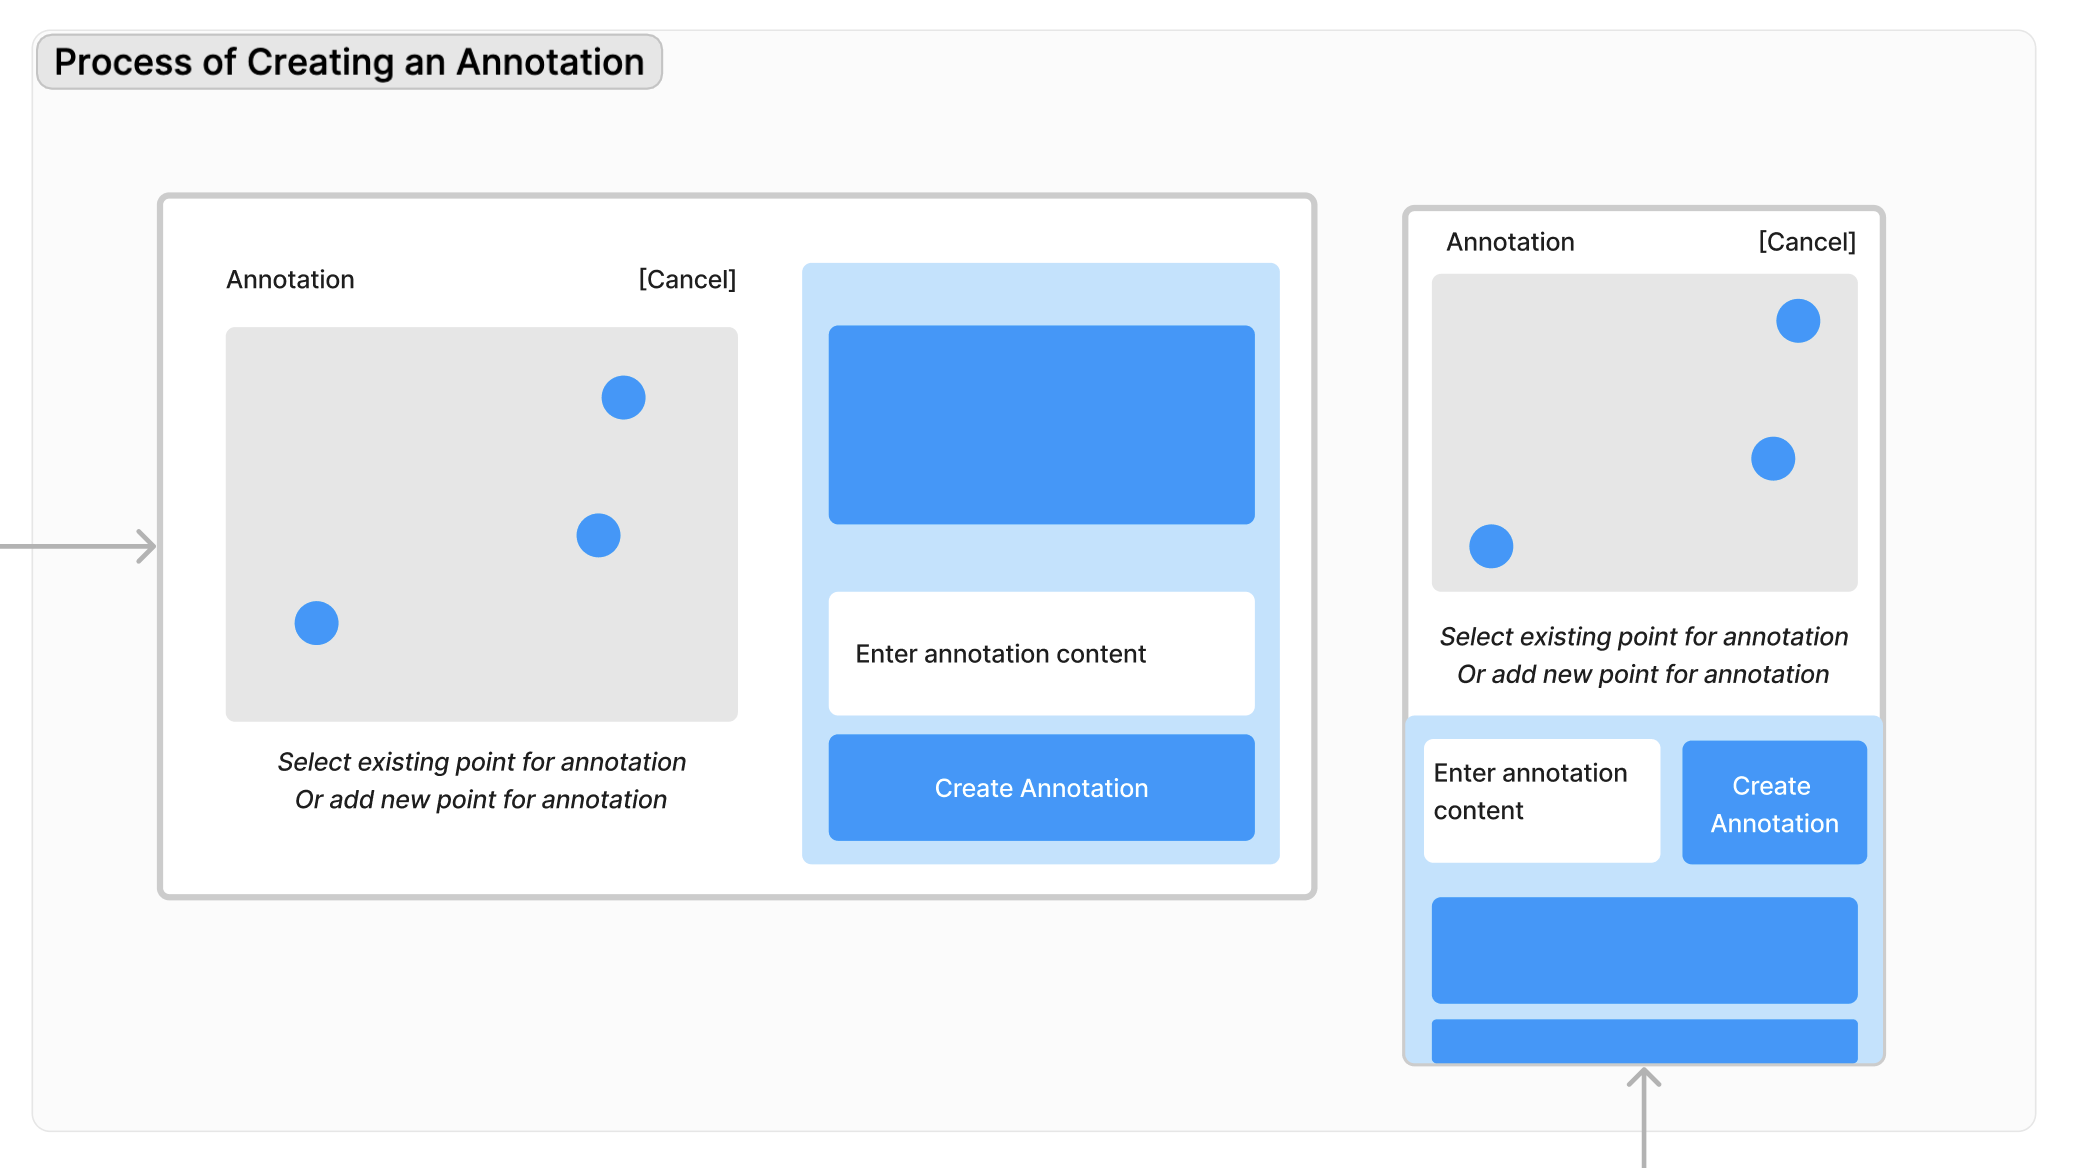 Process of Creating an Annotation
Annotation
[Cancel]
Select existing point for annotation
Or add new point for annotation
Enter annotation content
Create Annotation
Annotation
[Cancel]
Select existing point for annotation
Or add new point for annotation
Enter annotation
content
Create
Annotation